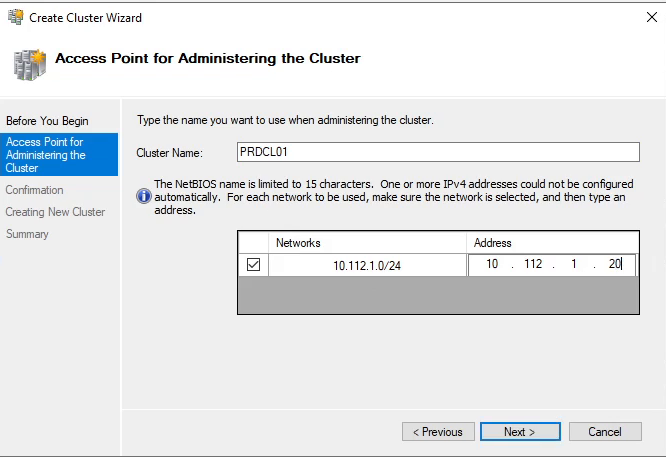 Create Cluster Wizard
Access Point for Administering the Cluster
Before You Begin
Access Point for
Administering the
Cluster
Confirmation
Creating New Cluster
Summary
Type the name you want to use when administering the cluster.
Cluster Name:
PRDCL01
The NetBIOS name is limited to 15 characters. One or more IPv4 addresses could not be configured
automatically. For each network to be used, make sure the network is selected, and then type an
address.
Networks Address
10.112.1.0/24 10 . 112 . 1 . 20
< Previous Next > Cancel